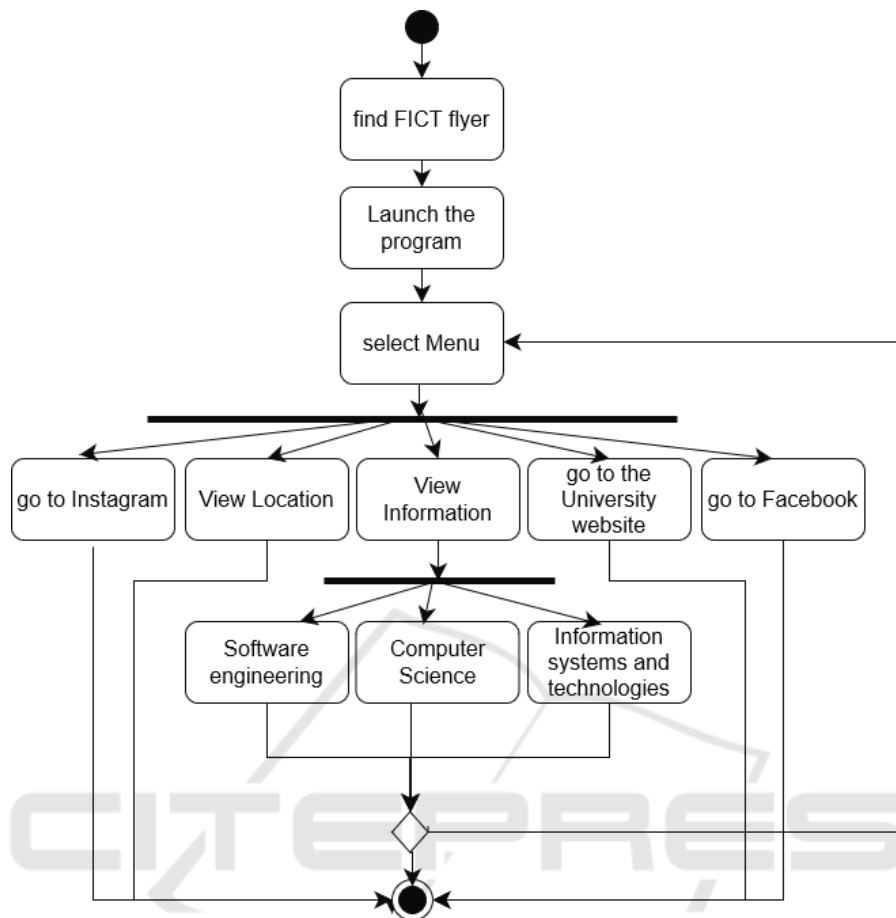 find FICT flyer
Launch the
program
select Menu
go to Instagram
View Location
View
Information
go to the
University
website
go to Facebook
Software
engineering
Computer
Science
Information
systems and
technologies
CITEPRES